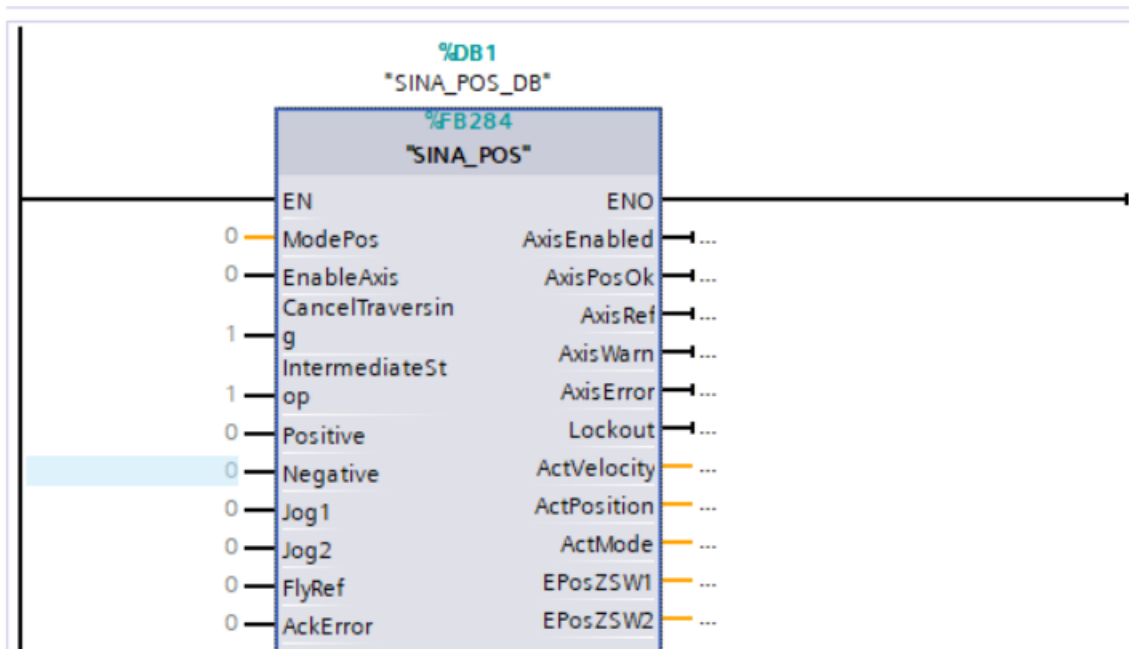 %DB1
"SINA_POS_DB"
%FB284
"SINA_POS"
EN ENO
0 ModePos AxisEnabled ...
0 EnableAxis AxisPosOk ...
CancelTraversin
1 g AxisRef ...
IntermediateSt AxisWarn ...
1 op AxisError ...
0 Positive Lockout ...
0 Negative ActVelocity ...
0 Jog1 ActPosition ...
0 Jog2 ActMode ...
0 FlyRef EPosZSW1 ...
0 AckError EPosZSW2 ...